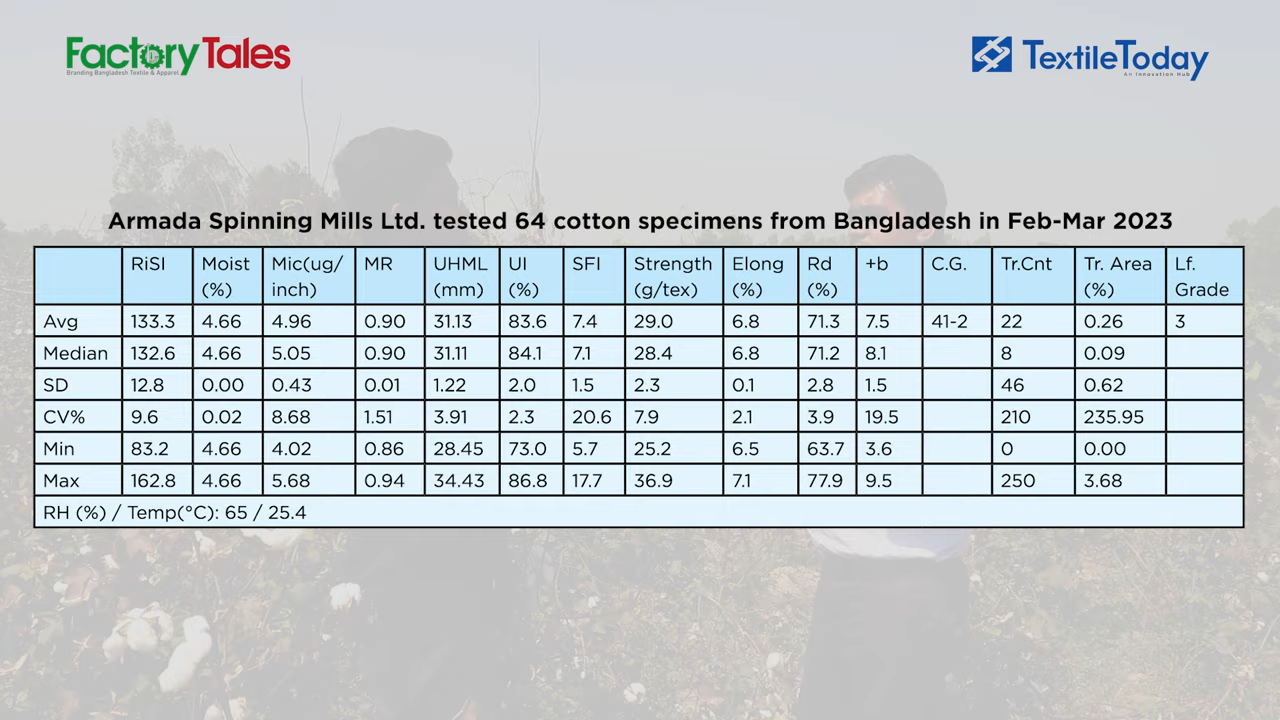 Factory Tales
Branding Bangladesh Textile & Apparel
TextileToday
An Innovation Hub
Armada Spinning Mills Ltd. tested 64 cotton specimens from Bangladesh in Feb-Mar 2023
RiSI Moist (%) Mic(ug/inch) MR UHML (mm) UI (%) SFI Strength (g/tex) Elong (%) Rd (%) +b C.G. Tr.Cnt Tr. Area (%) Lf. Grade
Avg 133.3 4.66 4.96 0.90 31.13 83.6 7.4 29.0 6.8 71.3 7.5 41-2 22 0.26 3
Median 132.6 4.66 5.05 0.90 31.11 84.1 7.1 28.4 6.8 71.2 8.1 8 0.09
SD 12.8 0.00 0.43 0.01 1.22 2.0 1.5 2.3 0.1 2.8 1.5 46 0.62
CV% 9.6 0.02 8.68 1.51 3.91 2.3 20.6 7.9 2.1 3.9 19.5 210 235.95
Min 83.2 4.66 4.02 0.86 28.45 73.0 5.7 25.2 6.5 63.7 3.6 0 0.00
Max 162.8 4.66 5.68 0.94 34.43 86.8 17.7 36.9 7.1 77.9 9.5 250 3.68
RH (%) / Temp(°C): 65 / 25.4